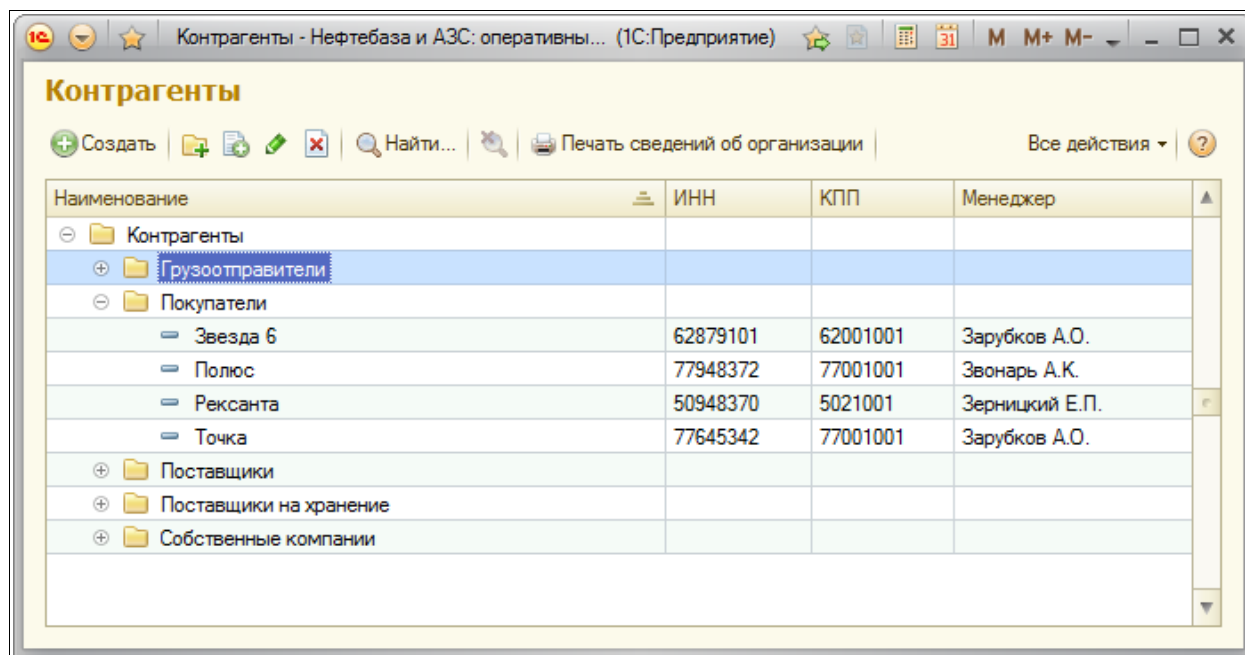 1С Контрагенты - Нефтебаза и АЗС: оперативны... (1С:Предприятие) 31 M M+ M-
Контрагенты
Создать Найти... Печать сведений об организации Все действия ?
Наименование ИНН КПП Менеджер
Контрагенты
Грузоотправители
Покупатели
Звезда 6 62879101 62001001 Зарубков А.О.
Полюс 77948372 77001001 Звонарь А.К.
Рексанта 50948370 5021001 Зерницкий Е.П.
Точка 77645342 77001001 Зарубков А.О.
Поставщики
Поставщики на хранение
Собственные компании